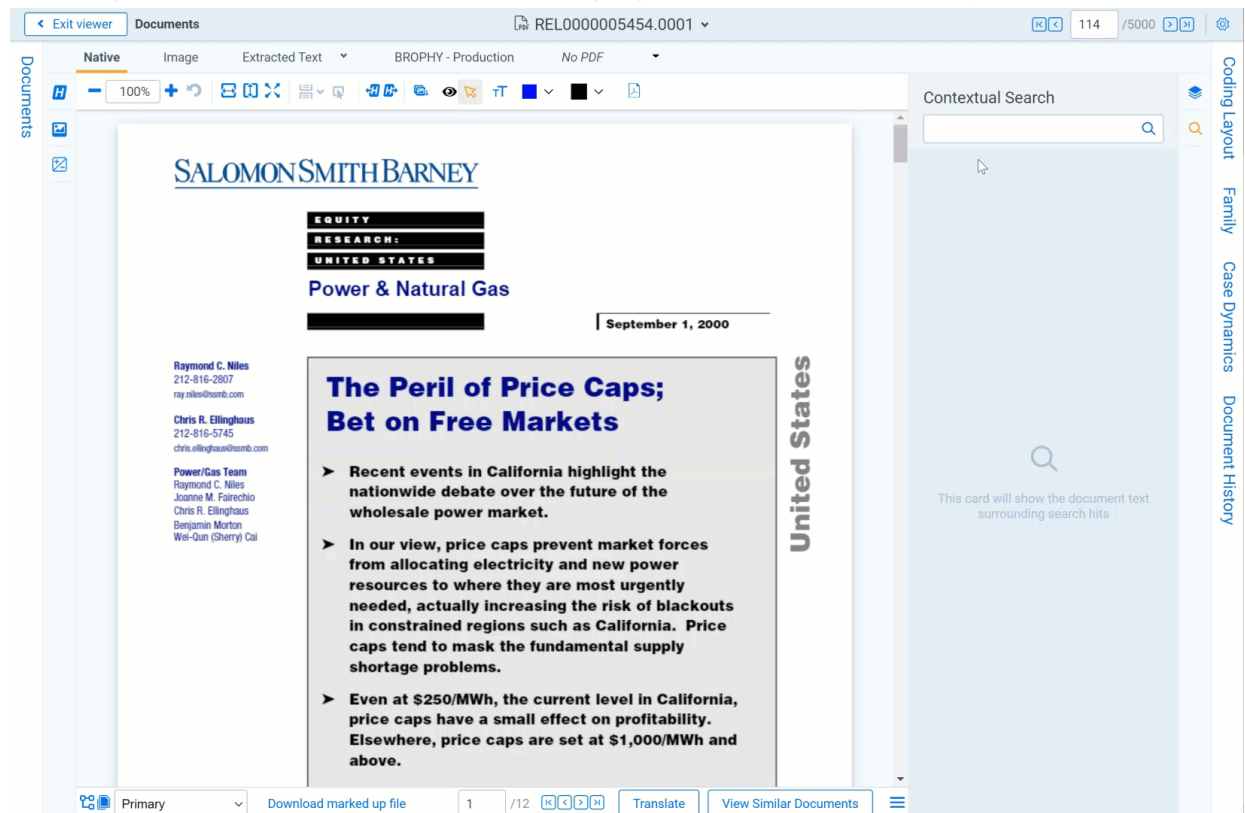 Exit viewer
Documents
REL0000005454.0001
114 /5000
Documents
Native
Image
Extracted Text
BROPHY - Production
No PDF
100%
SALOMON SMITH BARNEY
EQUITY
RESEARCH:
UNITED STATES
Power & Natural Gas
September 1, 2000
Raymond C. Niles
212-816-2807
ray.niles@ssmb.com
Chris R. Ellinghaus
212-816-5745
chris.ellinghaus@ssmb.com
Power/Gas Team
Raymond C. Niles
Joanne M. Fairechio
Chris R. Ellinghaus
Benjamin Morton
Wei-Qun (Sherry) Cai
The Peril of Price Caps;
Bet on Free Markets
➤ Recent events in California highlight the
nationwide debate over the future of the
wholesale power market.
➤ In our view, price caps prevent market forces
from allocating electricity and new power
resources to where they are most urgently
needed, actually increasing the risk of blackouts
in constrained regions such as California. Price
caps tend to mask the fundamental supply
shortage problems.
➤ Even at $250/MWh, the current level in California,
price caps have a small effect on profitability.
Elsewhere, price caps are set at $1,000/MWh and
above.
United States
Contextual Search
This card will show the document text
surrounding search hits
Coding Layout
Family
Case Dynamics
Document History
Primary
Download marked up file
1 /12
Translate
View Similar Documents